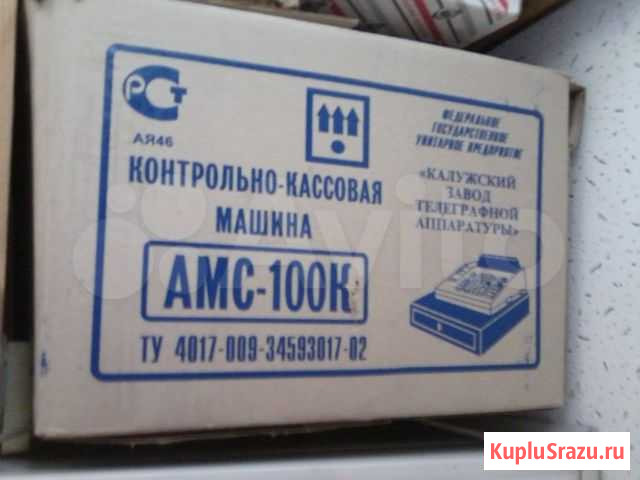 РСТ
АЯ46
ФЕДЕРАЛЬНОЕ
ГОСУДАРСТВЕННОЕ
УНИТАРНОЕ ПРЕДПРИЯТИЕ
«КАЛУЖСКИЙ
ЗАВОД
ТЕЛЕГРАФНОЙ
АППАРАТУРЫ»
КОНТРОЛЬНО-КАССОВАЯ
МАШИНА
АМС-100К
ТУ 4017-009-34593017-02
Avito
KupluSrazu.ru